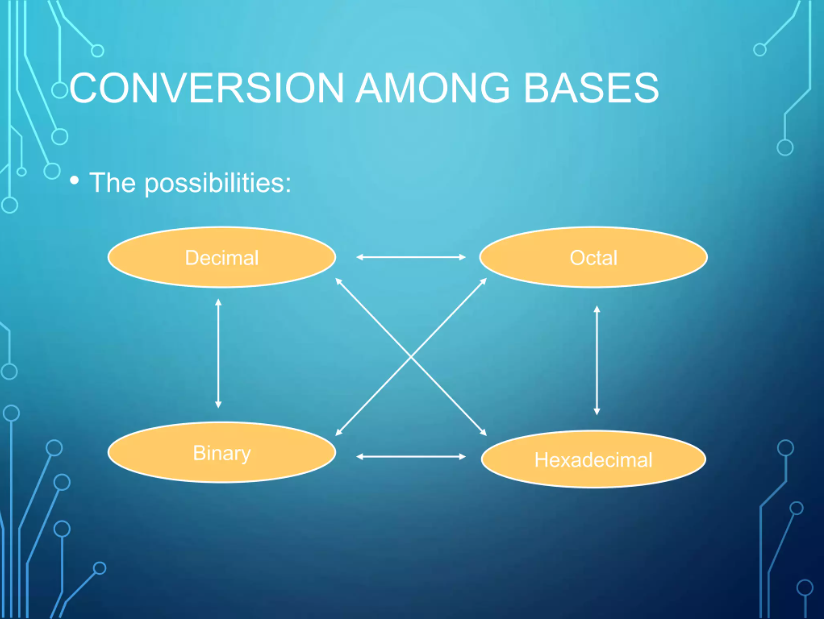 CONVERSION AMONG BASES
• The possibilities:
Decimal
Octal
Binary
Hexadecimal